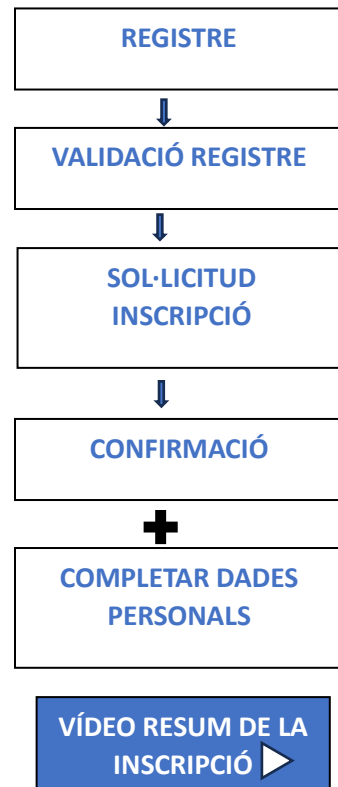 REGISTRE
VALIDACIÓ REGISTRE
SOL·LICITUD
INSCRIPCIÓ
CONFIRMACIÓ
COMPLETAR DADES
PERSONALS
VÍDEO RESUM DE LA
INSCRIPCIÓ